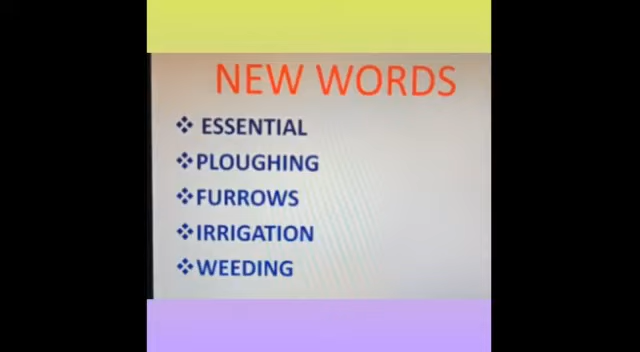 NEW WORDS
ESSENTIAL
PLOUGHING
FURROWS
IRRIGATION
WEEDING